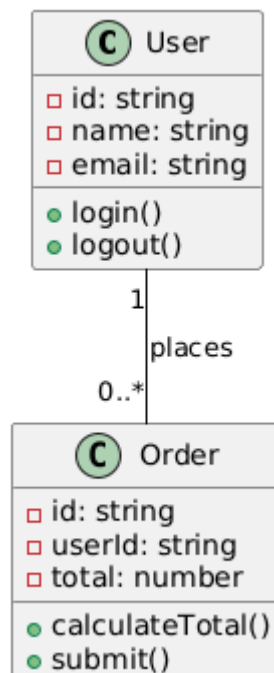 C User
id: string
name: string
email: string
login()
logout()
1
places
0..*
C Order
id: string
userId: string
total: number
calculateTotal()
submit()